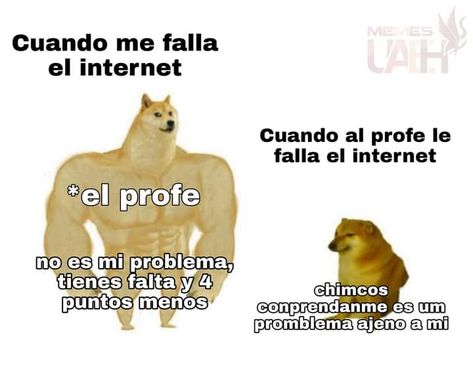 Cuando me falla
el internet
MEMES
UAEH
Cuando al profe le
falla el internet
*el profe
no es mi problema,
tienes falta y 4
puntos menos
chimcos
conprendanme es um
promblema ajeno a mi